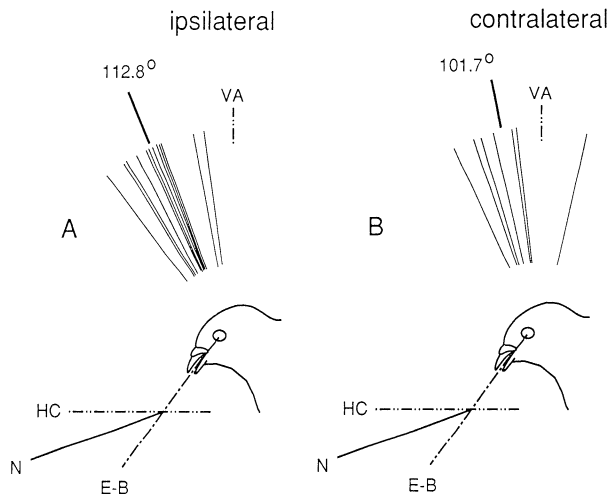 ipsilateral
contralateral
112.8°
VA
101.7°
VA
A
B
HC
N
E-B
HC
N
E-B